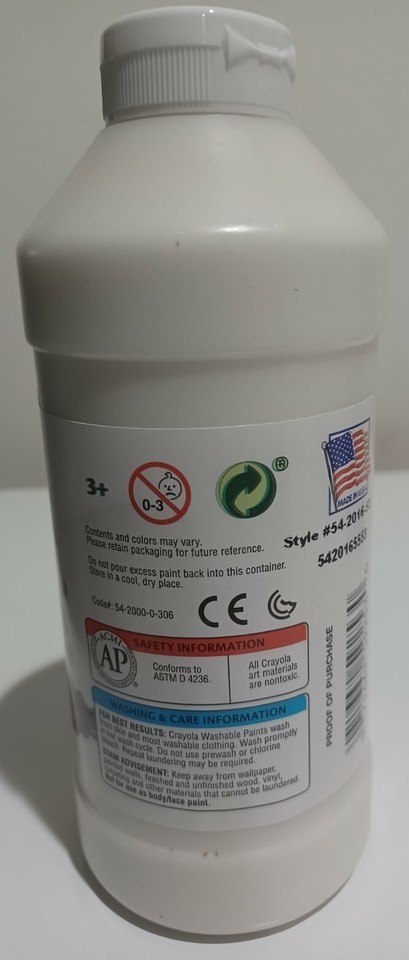 3+
0-3
®
MADE IN U.S.A.
Contents and colors may vary.
Please retain packaging for future reference.
Style #54-2016-
5420165553
Do not pour excess paint back into this container.
Store in a cool, dry place.
Code#: 54-2000-0-306
CE
PROOF OF PURCHASE
SAFETY INFORMATION
ACMI
AP
Conforms to
ASTM D 4236.
All Crayola
art materials
are nontoxic.
WASHING & CARE INFORMATION
FOR BEST RESULTS: Crayola Washable Paints wash
from skin and most washable clothing. Wash promptly
in hot wash cycle. Do not use prewash or chlorine
bleach. Repeat laundering may be required.
STAIN ADVISEMENT: Keep away from wallpaper,
painted walls, finished and unfinished wood, vinyl,
carpeting and other materials that cannot be laundered.
Not for use as body/face paint.